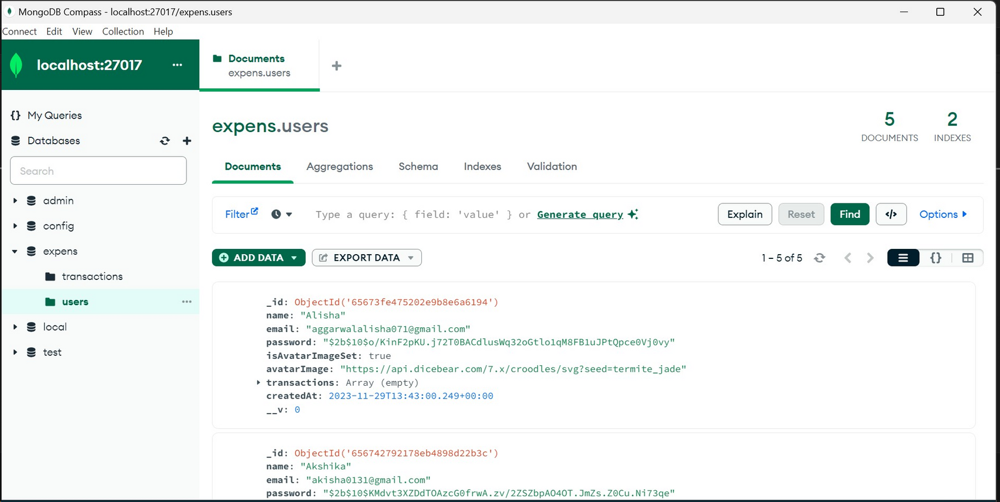 MongoDB Compass - localhost:27017/expens.users
Connect Edit View Collection Help
localhost:27017
Documents
expens.users
My Queries
Databases
Search
admin
config
expens
transactions
users
local
test
expens.users
5
DOCUMENTS
2
INDEXES
Documents Aggregations Schema Indexes Validation
Filter Type a query: { field: 'value' } or Generate query Explain Reset Find </> Options
ADD DATA EXPORT DATA 1 – 5 of 5 {}
_id: ObjectId('65673fe475202e9b8e6a6194')
name: "Alisha"
email: "aggarwalalisha071@gmail.com"
password: "$2b$10$o/KinF2pKU.j72T0BACdlusWq32oGtlo1qM8FB1uJPtQpce0Vj0vy"
isAvatarImageSet: true
avatarImage: "https://api.dicebear.com/7.x/croodles/svg?seed=termite_jade"
transactions: Array (empty)
createdAt: 2023-11-29T13:43:00.249+00:00
__v: 0
_id: ObjectId('656742792178eb4898d22b3c')
name: "Akshika"
email: "akisha0131@gmail.com"
password: "$2b$10$KMdvt3XZDdTOAzcG0frwA.zv/2ZSZbpAO4OT.JmZs.Z0Cu.Ni73qe"